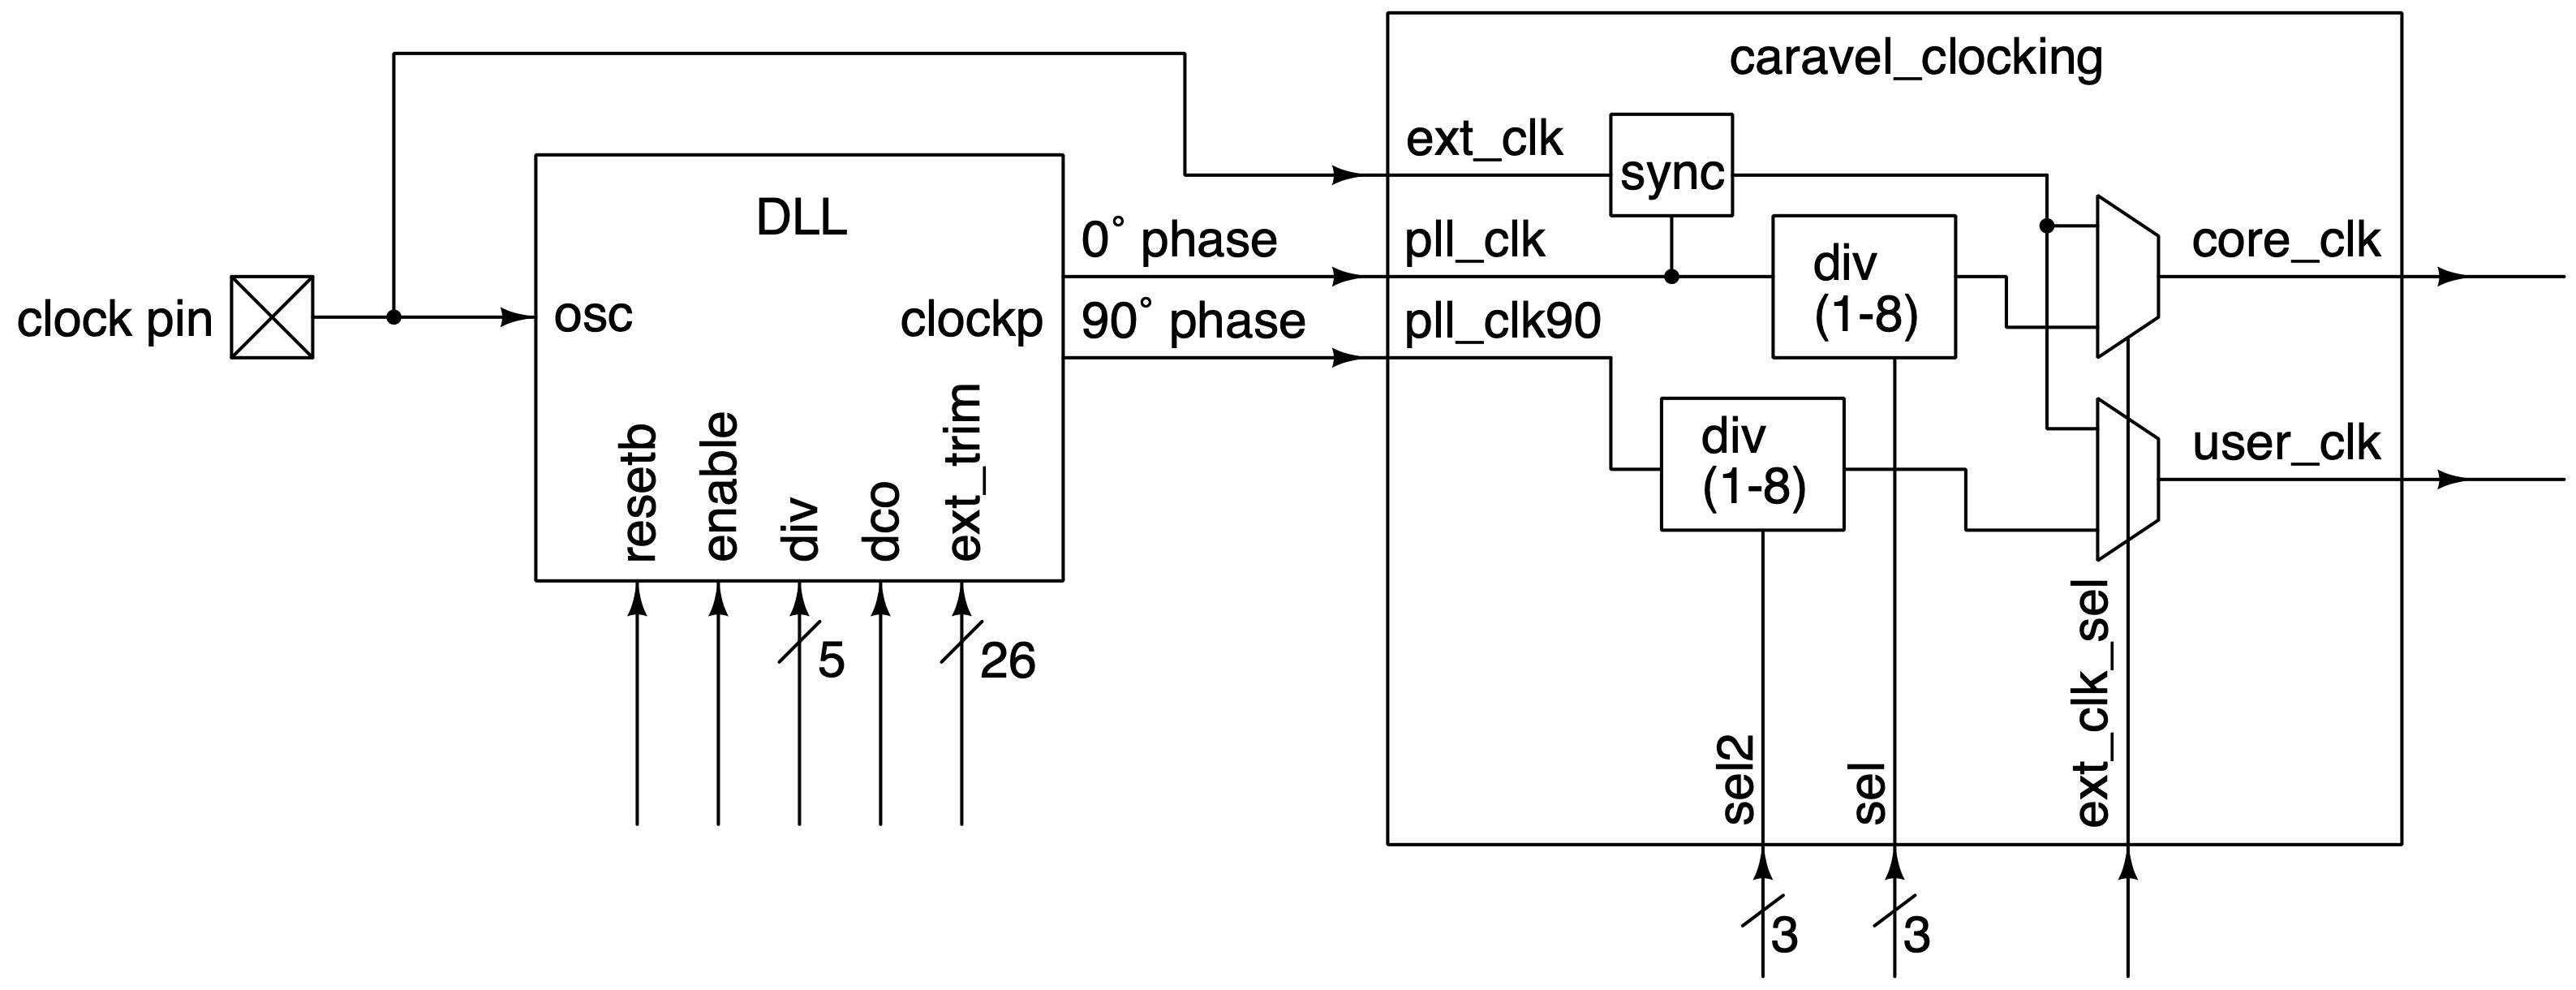 caravel_clocking
ext_clk
sync
DLL
0° phase
pll_clk
div
(1-8)
core_clk
clock pin
osc
clockp
90° phase
pll_clk90
div
(1-8)
user_clk
resetb
enable
div
dco
ext_trim
5
26
sel2
sel
ext_clk_sel
3
3